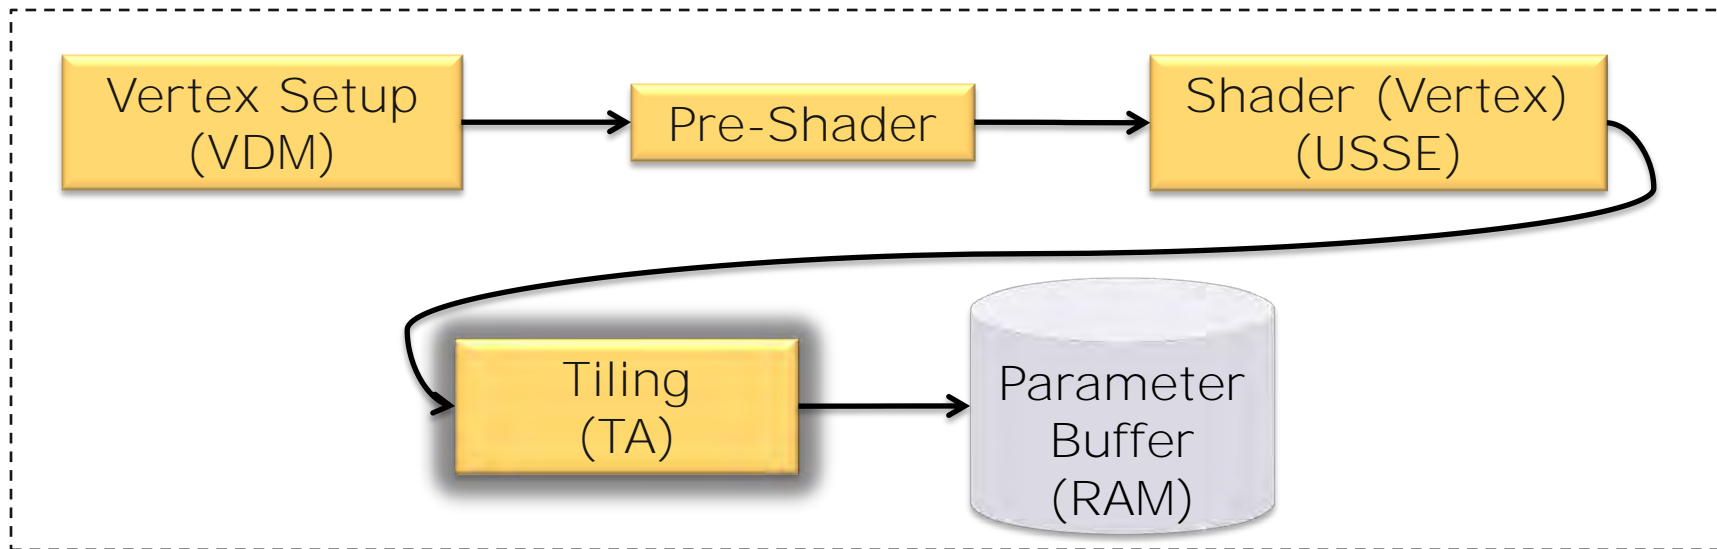 Vertex Setup
(VDM)
Pre-Shader
Shader (Vertex)
(USSE)
Tiling
(TA)
Parameter
Buffer
(RAM)